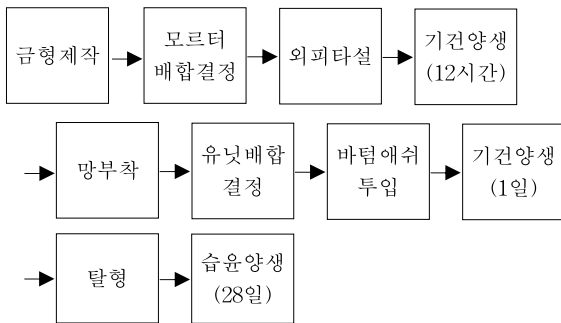 금형제작
모르터
배합결정
외피타설
기건양생
(12시간)
망부착
유닛배합
결정
바텀애쉬
투입
기건양생
(1일)
탈형
습윤양생
(28일)